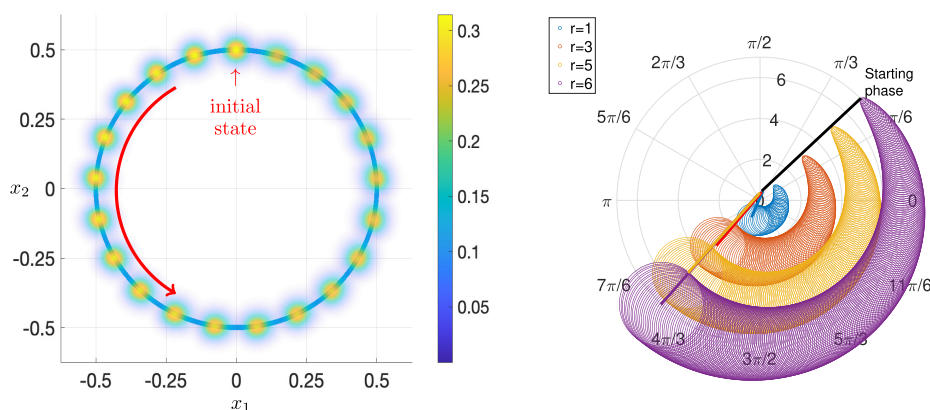 0.5
0.25
0
-0.25
-0.5
x₂
-0.5
-0.25
0
0.25
0.5
x₁
initial
state
0.3
0.25
0.2
0.15
0.1
0.05
r=1
r=3
r=5
r=6
π/2
2π/3
π/3
Starting
phase
5π/6
π/6
6
4
2
0
π
0
7π/6
11π/6
4π/3
5π/3
3π/2